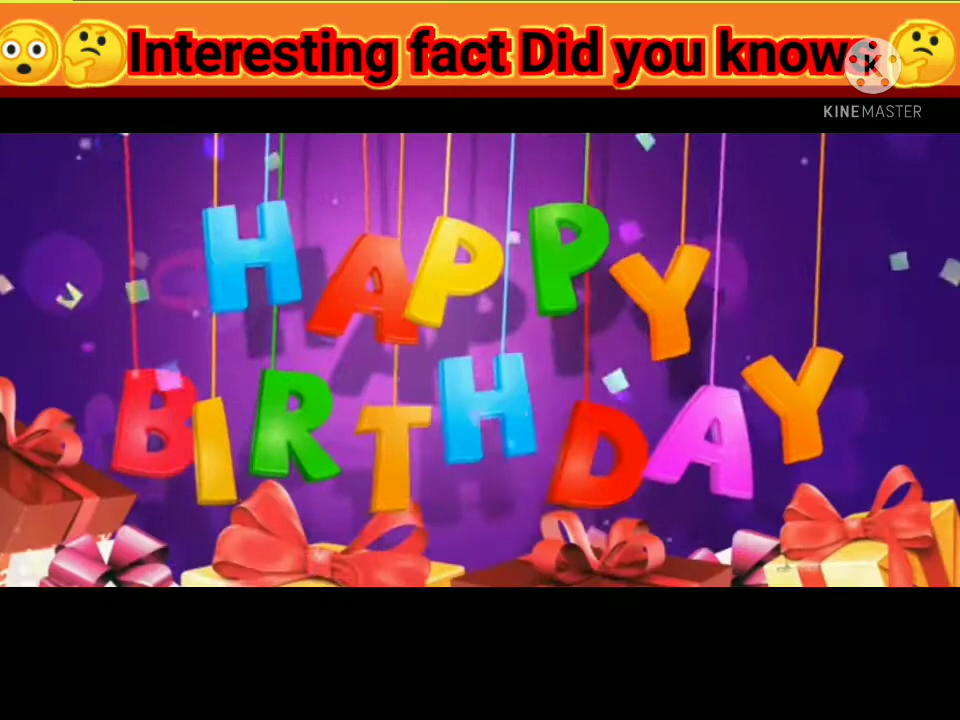 Interesting fact Did you know
K
KINEMASTER
HAPPY
BIRTHDAY